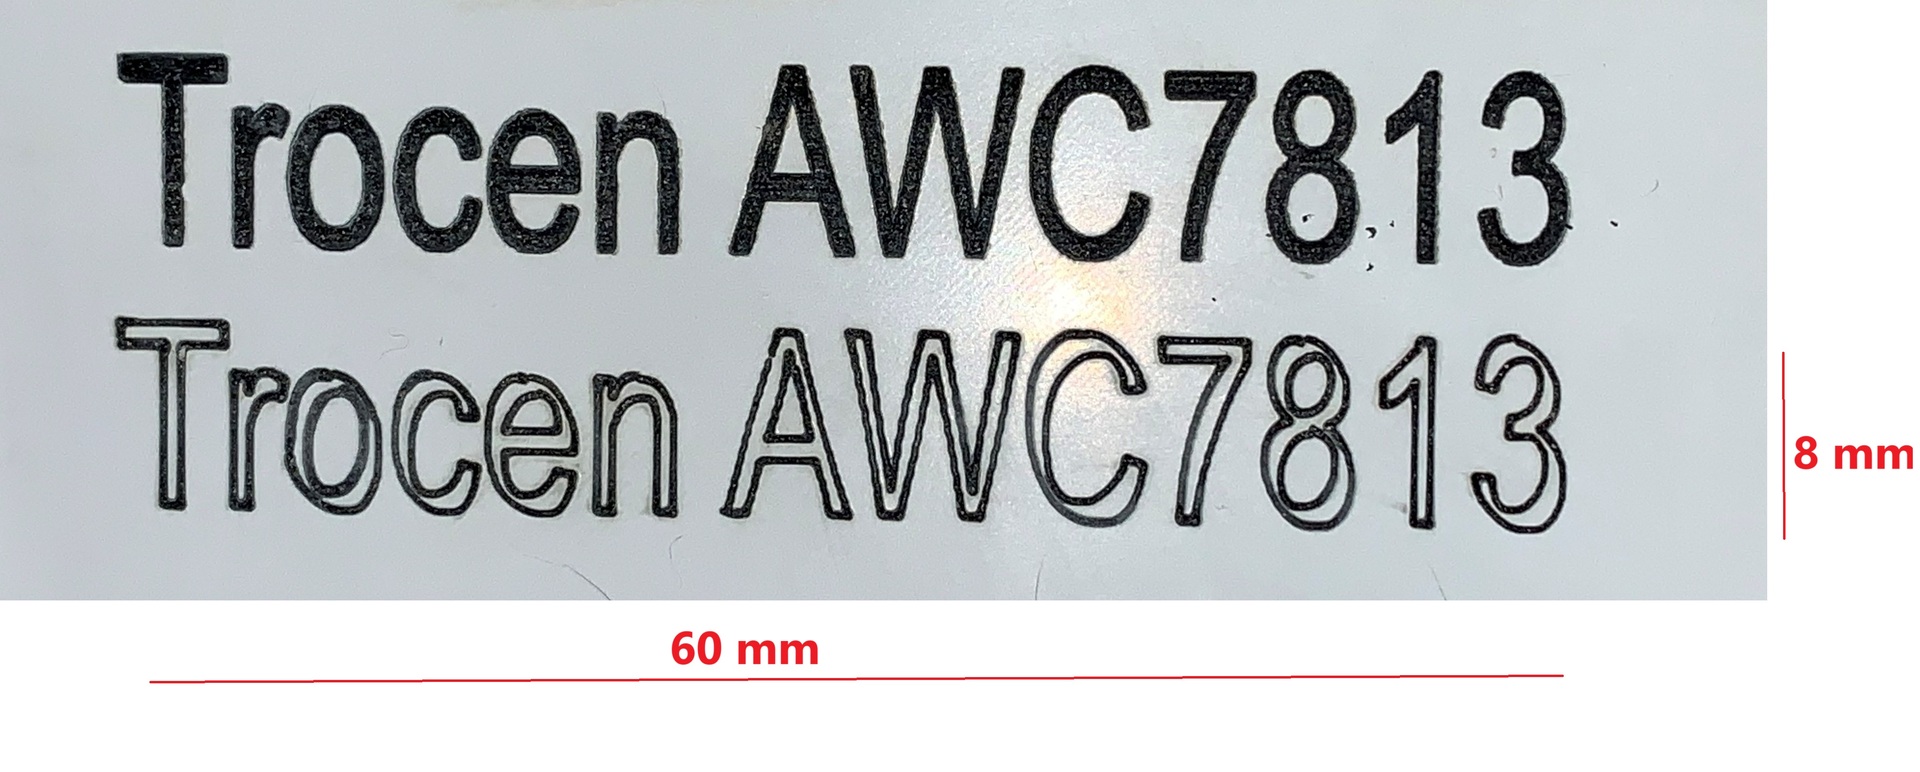 Trocen AWC7813
Trocen AWC7813
8 mm
60 mm